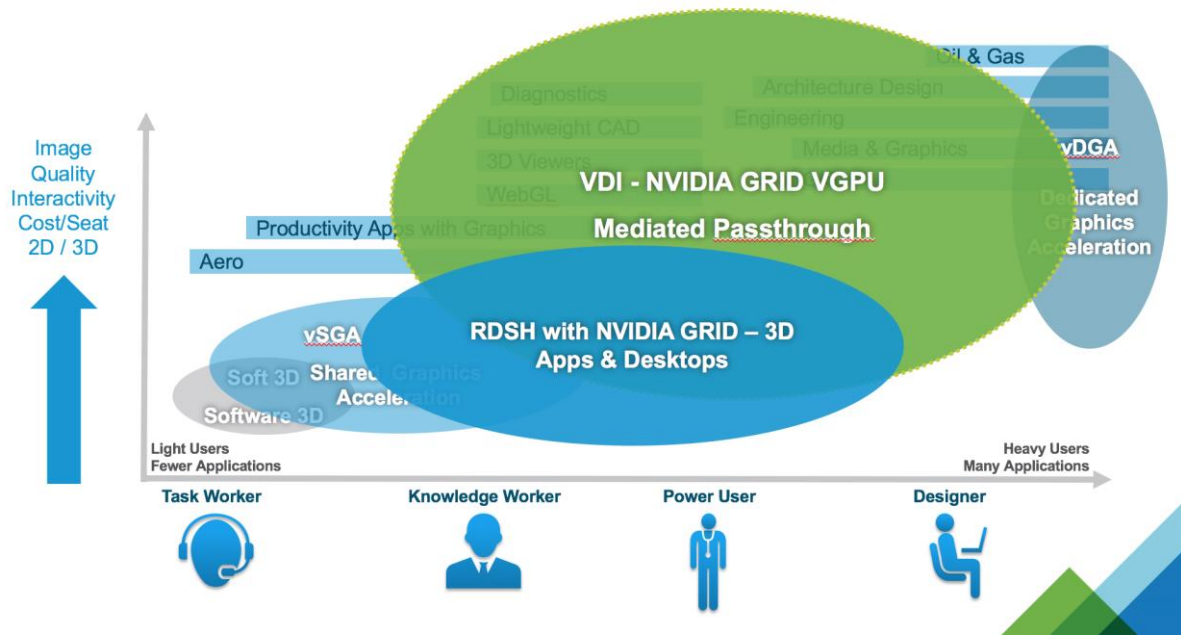 Oil & Gas
Architecture Design
Diagnostics
Engineering
Lightweight CAD
Media & Graphics
3D Viewers
WebGL
Image
Quality
Interactivity
Cost/Seat
2D / 3D
VDI - NVIDIA GRID VGPU
Mediated Passthrough
vDGA
Dedicated
Graphics
Acceleration
Productivity Apps with Graphics
Aero
vSGA
Shared Graphics
Acceleration
Soft 3D
Software 3D
RDSH with NVIDIA GRID – 3D
Apps & Desktops
Light Users
Fewer Applications
Heavy Users
Many Applications
Task Worker
Knowledge Worker
Power User
Designer